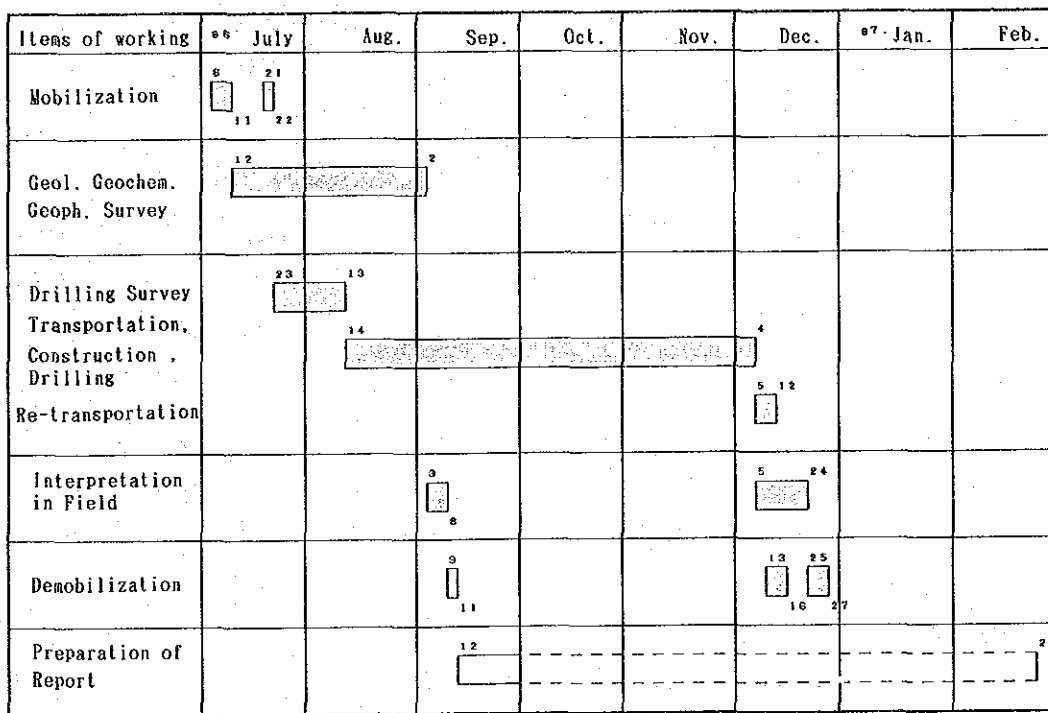 Items of working
86 July
Aug.
Sep.
Oct.
Nov.
Dec.
87 Jan.
Feb.
Mobilization
8
21
11
22
Geol. Geochem.
Geoph. Survey
12
2
Drilling Survey
Transportation,
Construction ,
Drilling
Re-transportation
23
13
14
4
5
12
Interpretation
in Field
3
8
5
24
Demobilization
9
11
13
25
16
27
Preparation of
Report
12
2